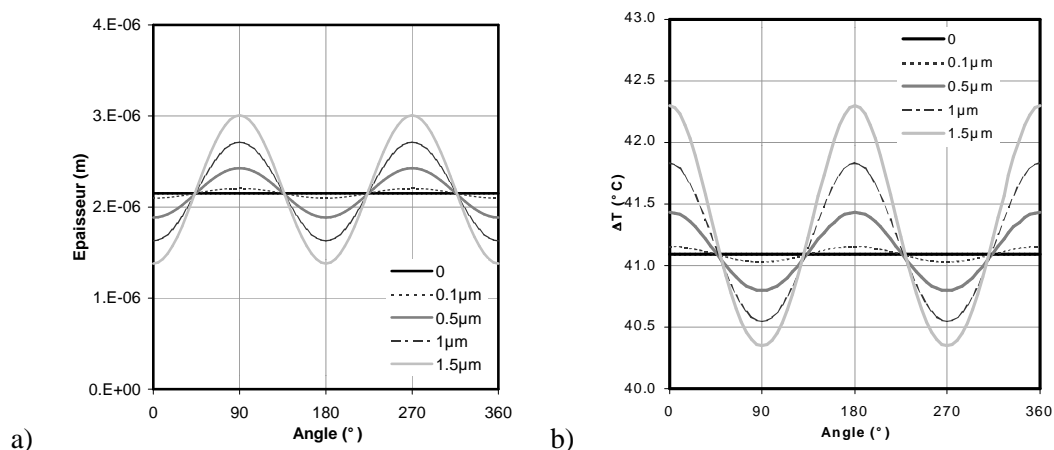 4.E-06
3.E-06
2.E-06
1.E-06
0.E+00
Epaisseur (m)
0
0.1µm
0.5µm
1µm
1.5µm
0 90 180 270 360
Angle (°)
a)
43.0
42.5
42.0
41.5
41.0
40.5
40.0
ΔT (°C)
0
0.1µm
0.5µm
1µm
1.5µm
0 90 180 270 360
Angle (°)
b)